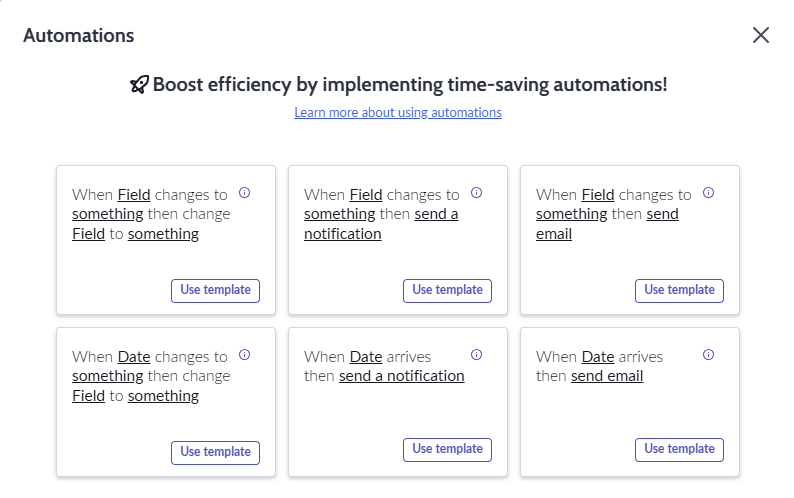 Automations
Boost efficiency by implementing time-saving automations!
Learn more about using automations
When Field changes to
something then change
Field to something
Use template
When Field changes to
something then send a
notification
Use template
When Field changes to
something then send
email
Use template
When Date changes to
something then change
Field to something
Use template
When Date arrives
then send a notification
Use template
When Date arrives
then send email
Use template